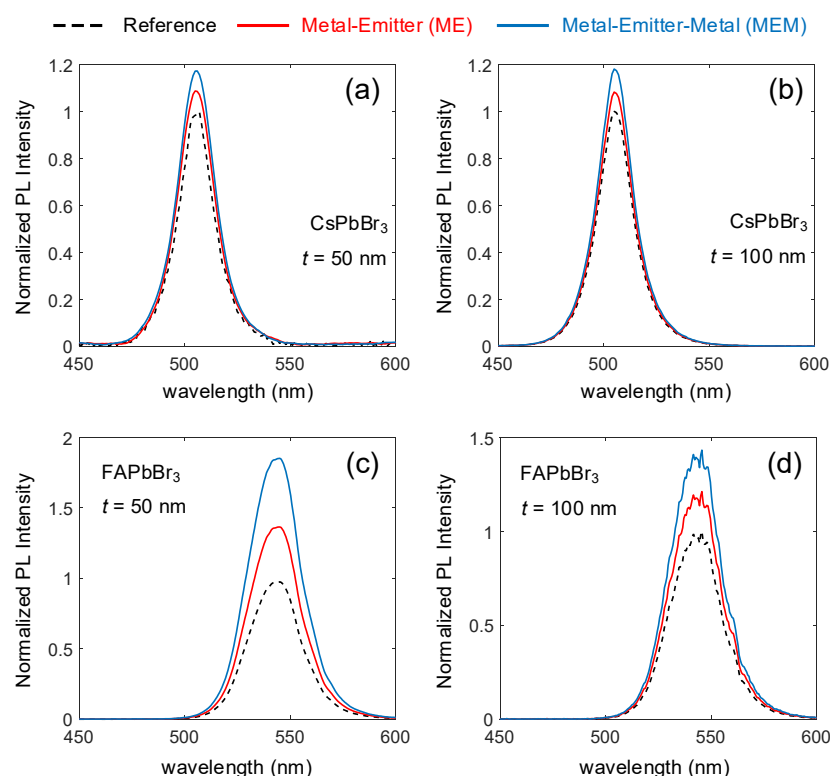 Reference Metal-Emitter (ME) Metal-Emitter-Metal (MEM)
1.2
1
0.8
0.6
0.4
0.2
0
Normalized PL Intensity
(a)
CsPbBr3
t = 50 nm
450 500 550 600
wavelength (nm)
1.2
1
0.8
0.6
0.4
0.2
0
Normalized PL Intensity
(b)
CsPbBr3
t = 100 nm
450 500 550 600
wavelength (nm)
2
1.5
1
0.5
0
Normalized PL Intensity
(c)
FAPbBr3
t = 50 nm
450 500 550 600
wavelength (nm)
1.5
1
0.5
0
Normalized PL Intensity
(d)
FAPbBr3
t = 100 nm
450 500 550 600
wavelength (nm)